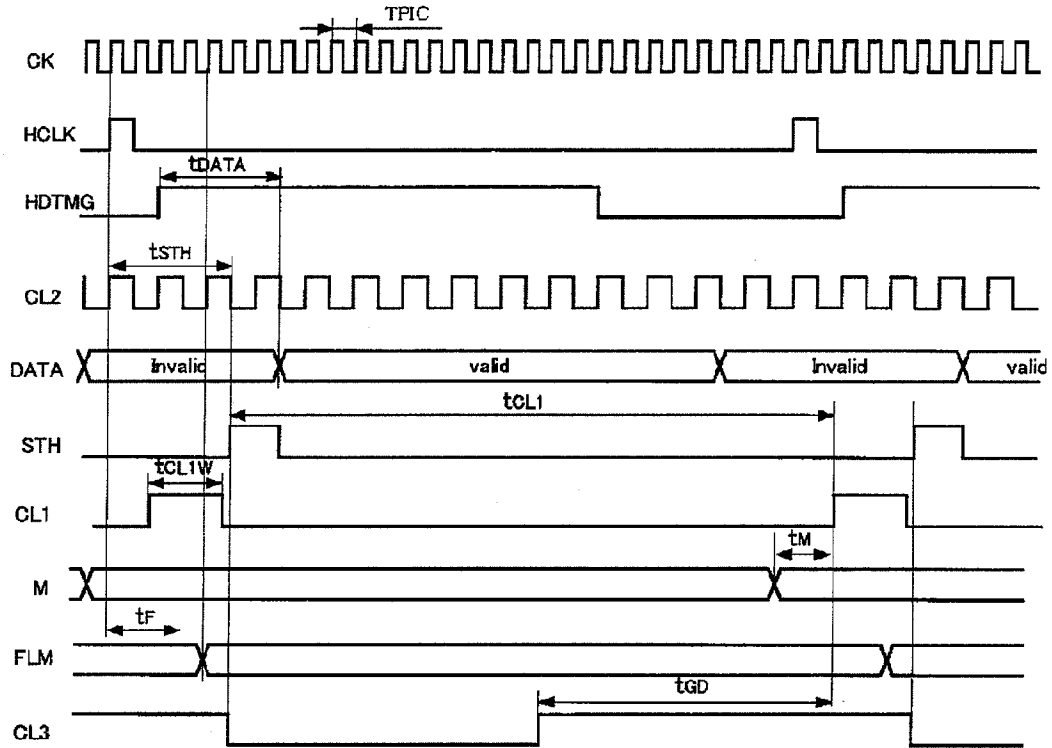 TPIC
CK
HCLK
tDATA
HDTMG
tSTH
CL2
DATA Invalid valid Invalid valid
tCL1
STH
tCL1W
CL1
tM
M
tF
FLM
tGD
CL3